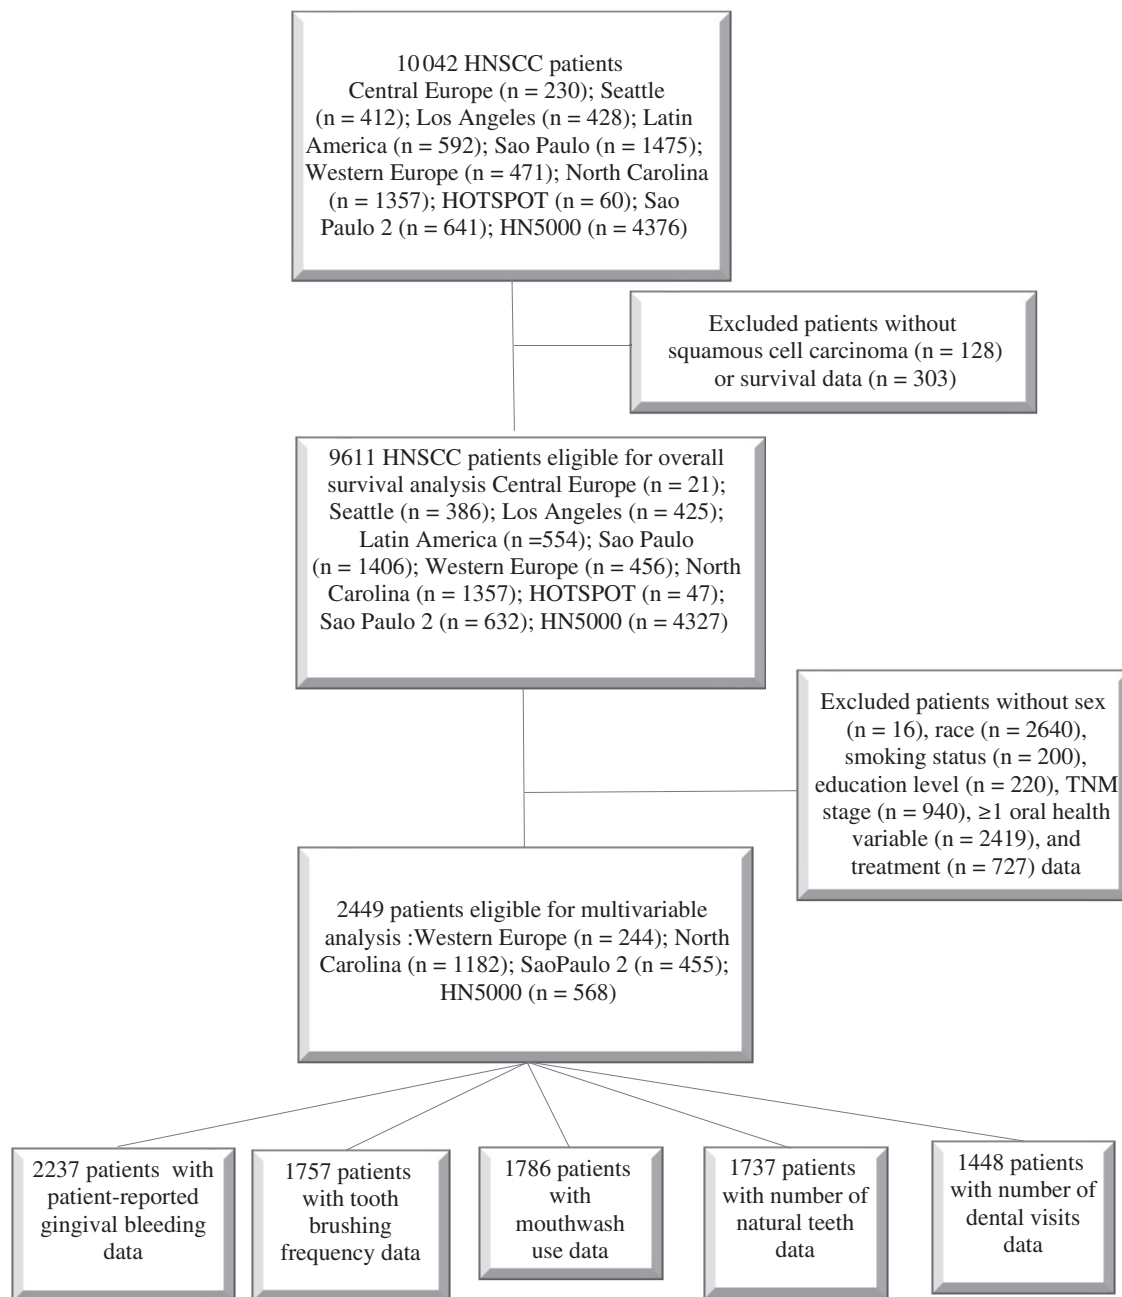 10 042 HNSCC patients
Central Europe (n = 230); Seattle
(n = 412); Los Angeles (n = 428); Latin
America (n = 592); Sao Paulo (n = 1475);
Western Europe (n = 471); North Carolina
(n = 1357); HOTSPOT (n = 60); Sao
Paulo 2 (n = 641); HN5000 (n = 4376)
Excluded patients without
squamous cell carcinoma (n = 128)
or survival data (n = 303)
9611 HNSCC patients eligible for overall
survival analysis Central Europe (n = 21);
Seattle (n = 386); Los Angeles (n = 425);
Latin America (n =554); Sao Paulo
(n = 1406); Western Europe (n = 456); North
Carolina (n = 1357); HOTSPOT (n = 47);
Sao Paulo 2 (n = 632); HN5000 (n = 4327)
Excluded patients without sex
(n = 16), race (n = 2640),
smoking status (n = 200),
education level (n = 220), TNM
stage (n = 940), ≥1 oral health
variable (n = 2419), and
treatment (n = 727) data
2449 patients eligible for multivariable
analysis :Western Europe (n = 244); North
Carolina (n = 1182); SaoPaulo 2 (n = 455);
HN5000 (n = 568)
2237 patients with
patient-reported
gingival bleeding
data
1757 patients
with tooth
brushing
frequency data
1786 patients
with
mouthwash
use data
1737 patients
with number of
natural teeth
data
1448 patients
with number of
dental visits
data